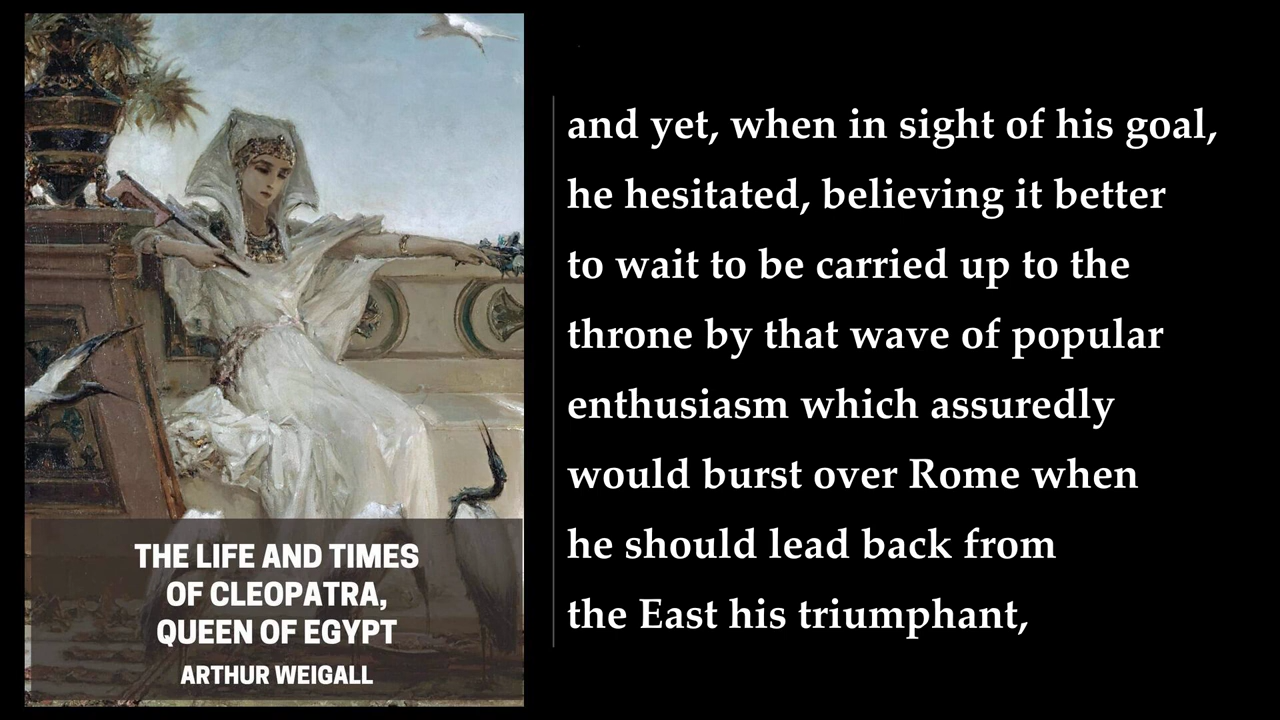 THE LIFE AND TIMES
OF CLEOPATRA,
QUEEN OF EGYPT
ARTHUR WEIGALL
and yet, when in sight of his goal,
he hesitated, believing it better
to wait to be carried up to the
throne by that wave of popular
enthusiasm which assuredly
would burst over Rome when
he should lead back from
the East his triumphant,